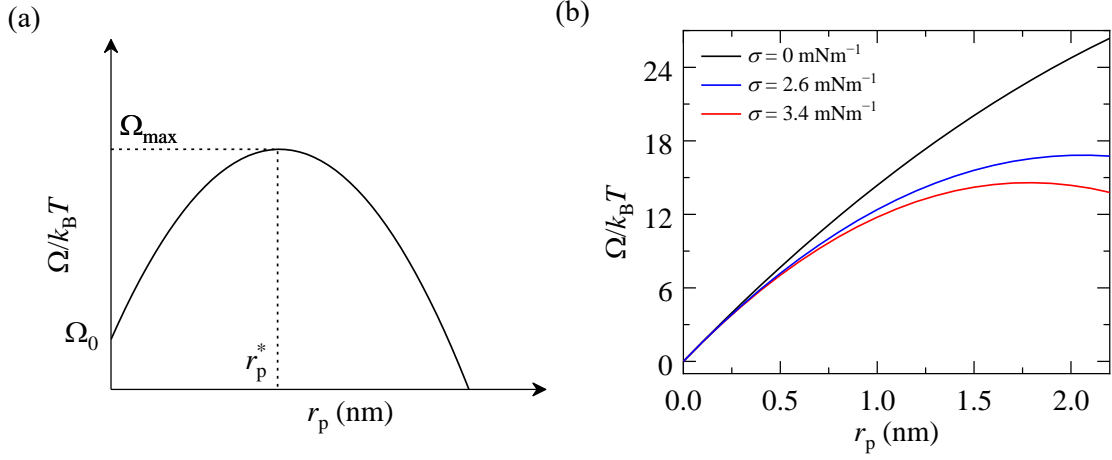 (a)
Ω/k_BT
Ω_max
Ω_0
r_p^*
r_p (nm)
(b)
σ = 0 mNm⁻¹
σ = 2.6 mNm⁻¹
σ = 3.4 mNm⁻¹
Ω/k_BT
24
18
12
6
0
0.0 0.5 1.0 1.5 2.0
r_p (nm)